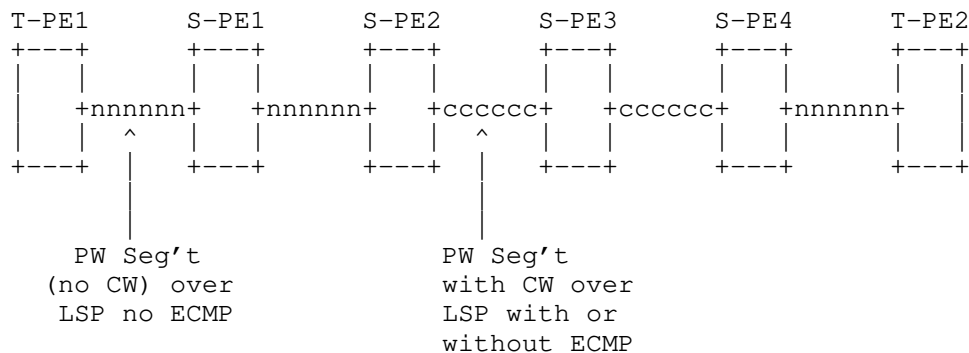 T-PE1 S-PE1 S-PE2 S-PE3 S-PE4 T-PE2
+---+ +---+ +---+ +---+ +---+ +---+
| | | | | | | | | | | |
| +nnnnnn+ +nnnnnn+ +cccccc+ +cccccc+ +nnnnnn+ |
| | ^ | | | | ^ | | | | | |
+---+ | +---+ +---+ | +---+ +---+ +---+
| |
| |
| |
PW Seg't PW Seg't
(no CW) over with CW over
LSP no ECMP LSP with or
without ECMP